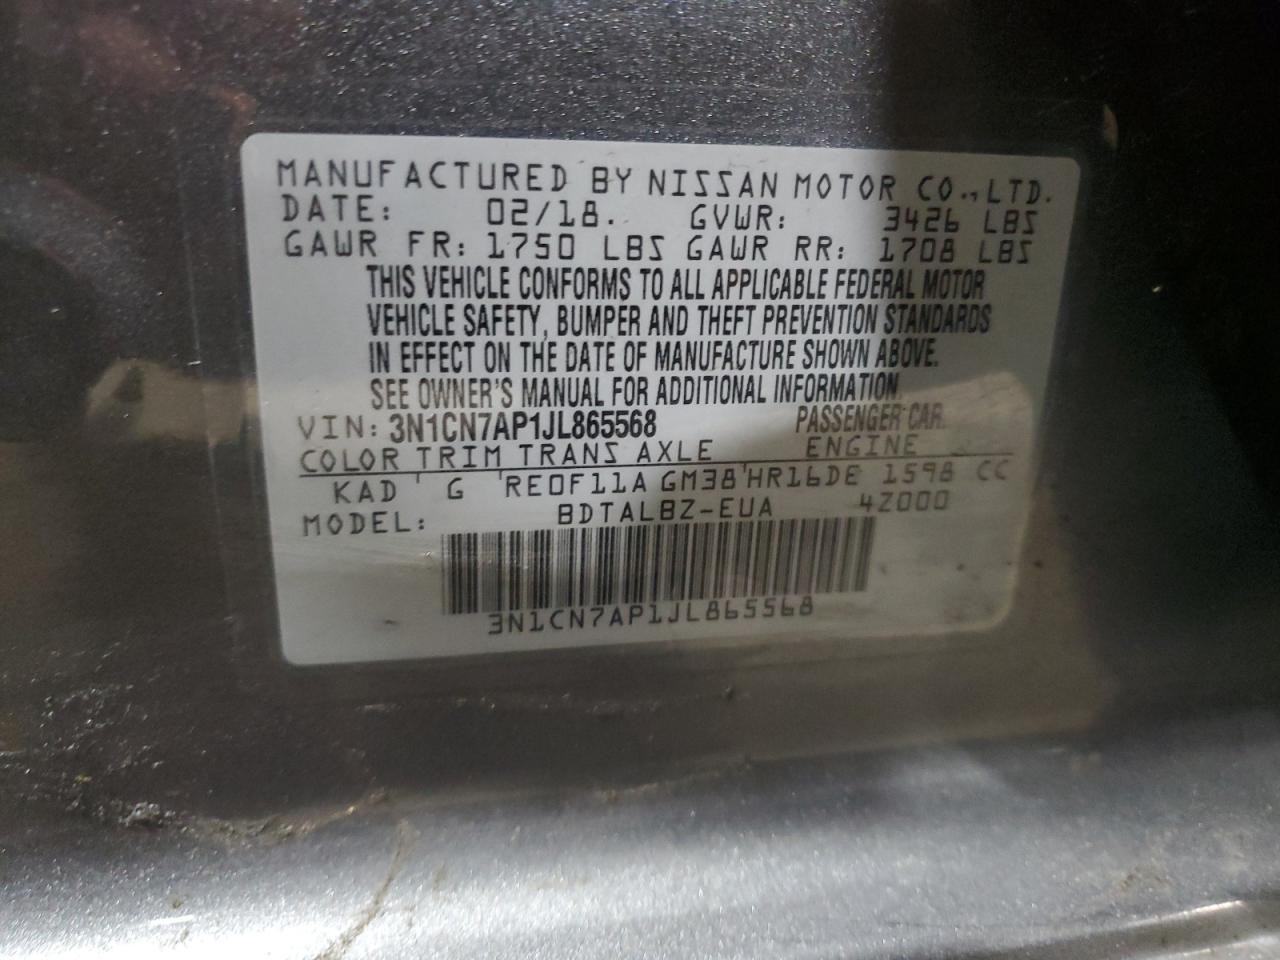 MANUFACTURED BY NISSAN MOTOR CO., LTD.
DATE: 02/18. GVWR: 3426 LBS
GAWR FR: 1750 LBS GAWR RR: 1708 LBS
THIS VEHICLE CONFORMS TO ALL APPLICABLE FEDERAL MOTOR
VEHICLE SAFETY, BUMPER AND THEFT PREVENTION STANDARDS
IN EFFECT ON THE DATE OF MANUFACTURE SHOWN ABOVE.
SEE OWNER'S MANUAL FOR ADDITIONAL INFORMATION.
VIN: 3N1CN7AP1JL865568 PASSENGER CAR.
COLOR TRIM TRANS AXLE ENGINE
KAD G RE0F11A GM38 HR16DE 1598 CC
MODEL: BDTALBZ-EUA 4Z000
3N1CN7AP1JL865568